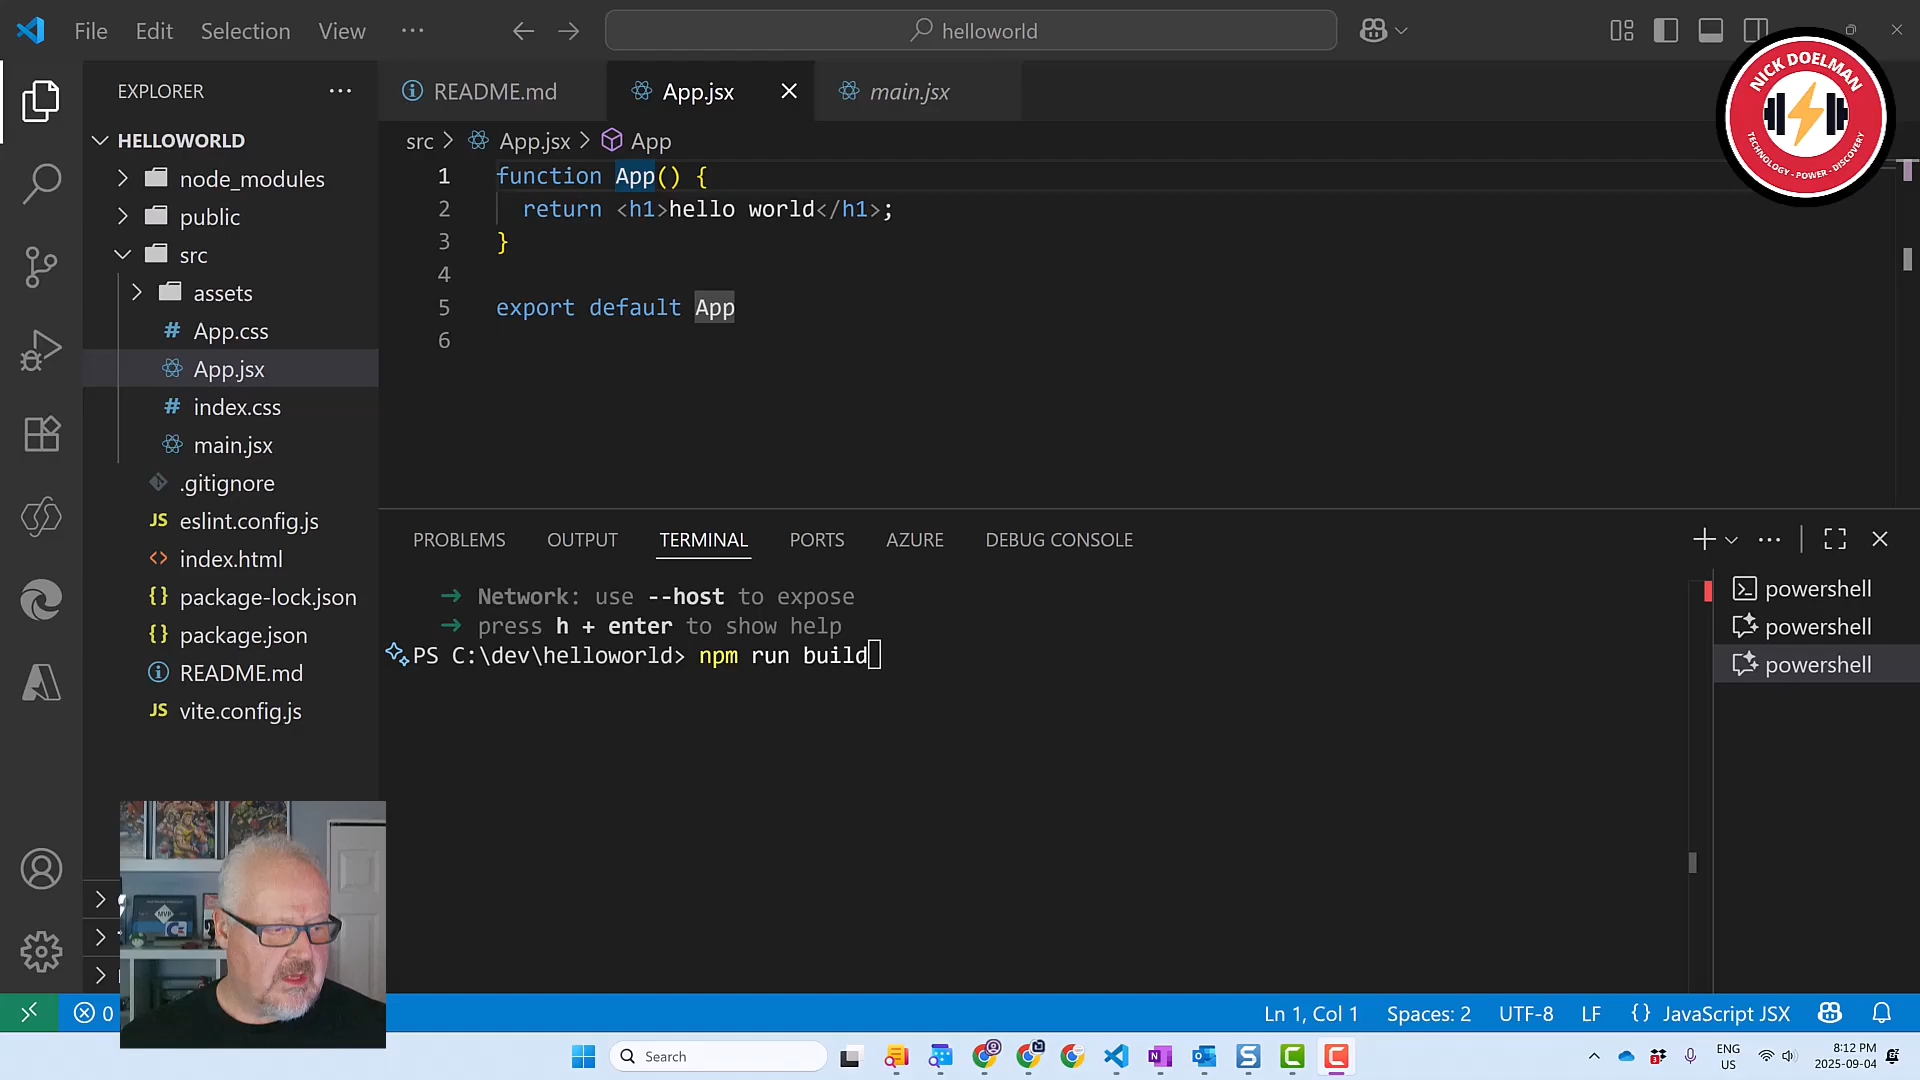 File Edit Selection View ··· helloworld
EXPLORER ···
HELLOWORLD
node_modules
public
src
assets
# App.css
App.jsx
# index.css
main.jsx
.gitignore
JS eslint.config.js
<> index.html
{} package-lock.json
{} package.json
README.md
JS vite.config.js
README.md App.jsx main.jsx
src > App.jsx > App
1 function App() {
2 return <h1>hello world</h1>;
3 }
4
5 export default App
6
NICK DOELMAN
TECHNOLOGY - POWER - DISCOVERY
PROBLEMS OUTPUT TERMINAL PORTS AZURE DEBUG CONSOLE
→ Network: use --host to expose
→ press h + enter to show help
PS C:\dev\helloworld> npm run build
powershell
powershell
powershell
MVP
0 Ln 1, Col 1 Spaces: 2 UTF-8 LF {} JavaScript JSX
Search
ENG
US
8:12 PM
2025-09-04